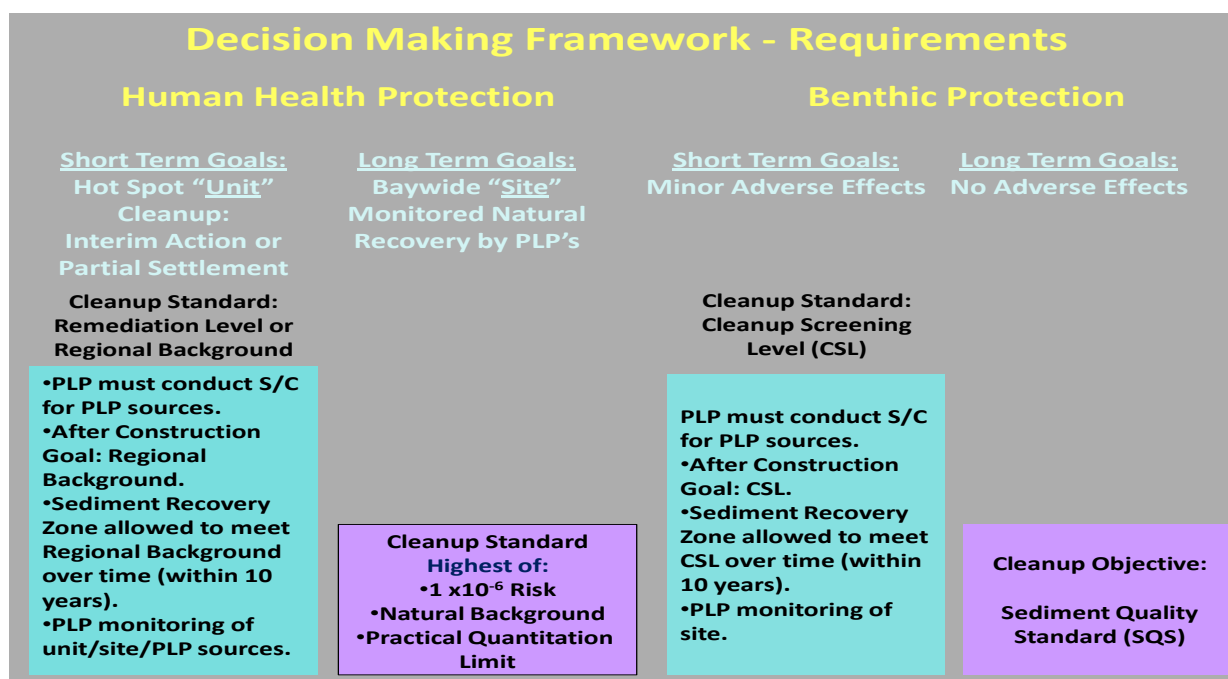 Decision Making Framework - Requirements
Human Health Protection
Benthic Protection
Short Term Goals:
Hot Spot “Unit”
Cleanup:
Interim Action or
Partial Settlement
Cleanup Standard:
Remediation Level or
Regional Background
•PLP must conduct S/C
for PLP sources.
•After Construction
Goal: Regional
Background.
•Sediment Recovery
Zone allowed to meet
Regional Background
over time (within 10
years).
•PLP monitoring of
unit/site/PLP sources.
Long Term Goals:
Baywide “Site”
Monitored Natural
Recovery by PLP’s
Cleanup Standard
Highest of:
•1 x10⁻⁶ Risk
•Natural Background
•Practical Quantitation
Limit
Short Term Goals:
Minor Adverse Effects
Cleanup Standard:
Cleanup Screening
Level (CSL)
PLP must conduct S/C
for PLP sources.
•After Construction
Goal: CSL.
•Sediment Recovery
Zone allowed to meet
CSL over time (within
10 years).
•PLP monitoring of
site.
Long Term Goals:
No Adverse Effects
Cleanup Objective:
Sediment Quality
Standard (SQS)